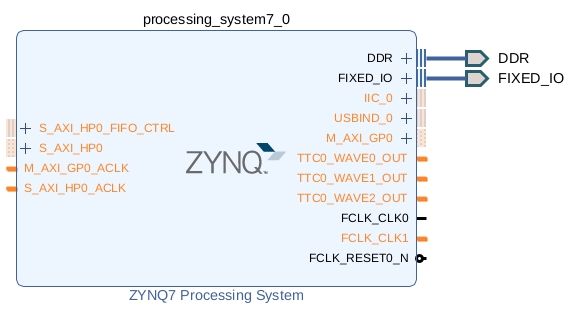 processing_system7_0
DDR
FIXED_IO
IIC_0
USBIND_0
M_AXI_GP0
TTC0_WAVE0_OUT
TTC0_WAVE1_OUT
TTC0_WAVE2_OUT
FCLK_CLK0
FCLK_CLK1
FCLK_RESET0_N
S_AXI_HP0_FIFO_CTRL
S_AXI_HP0
M_AXI_GP0_ACLK
S_AXI_HP0_ACLK
ZYNQ
DDR
FIXED_IO
ZYNQ7 Processing System